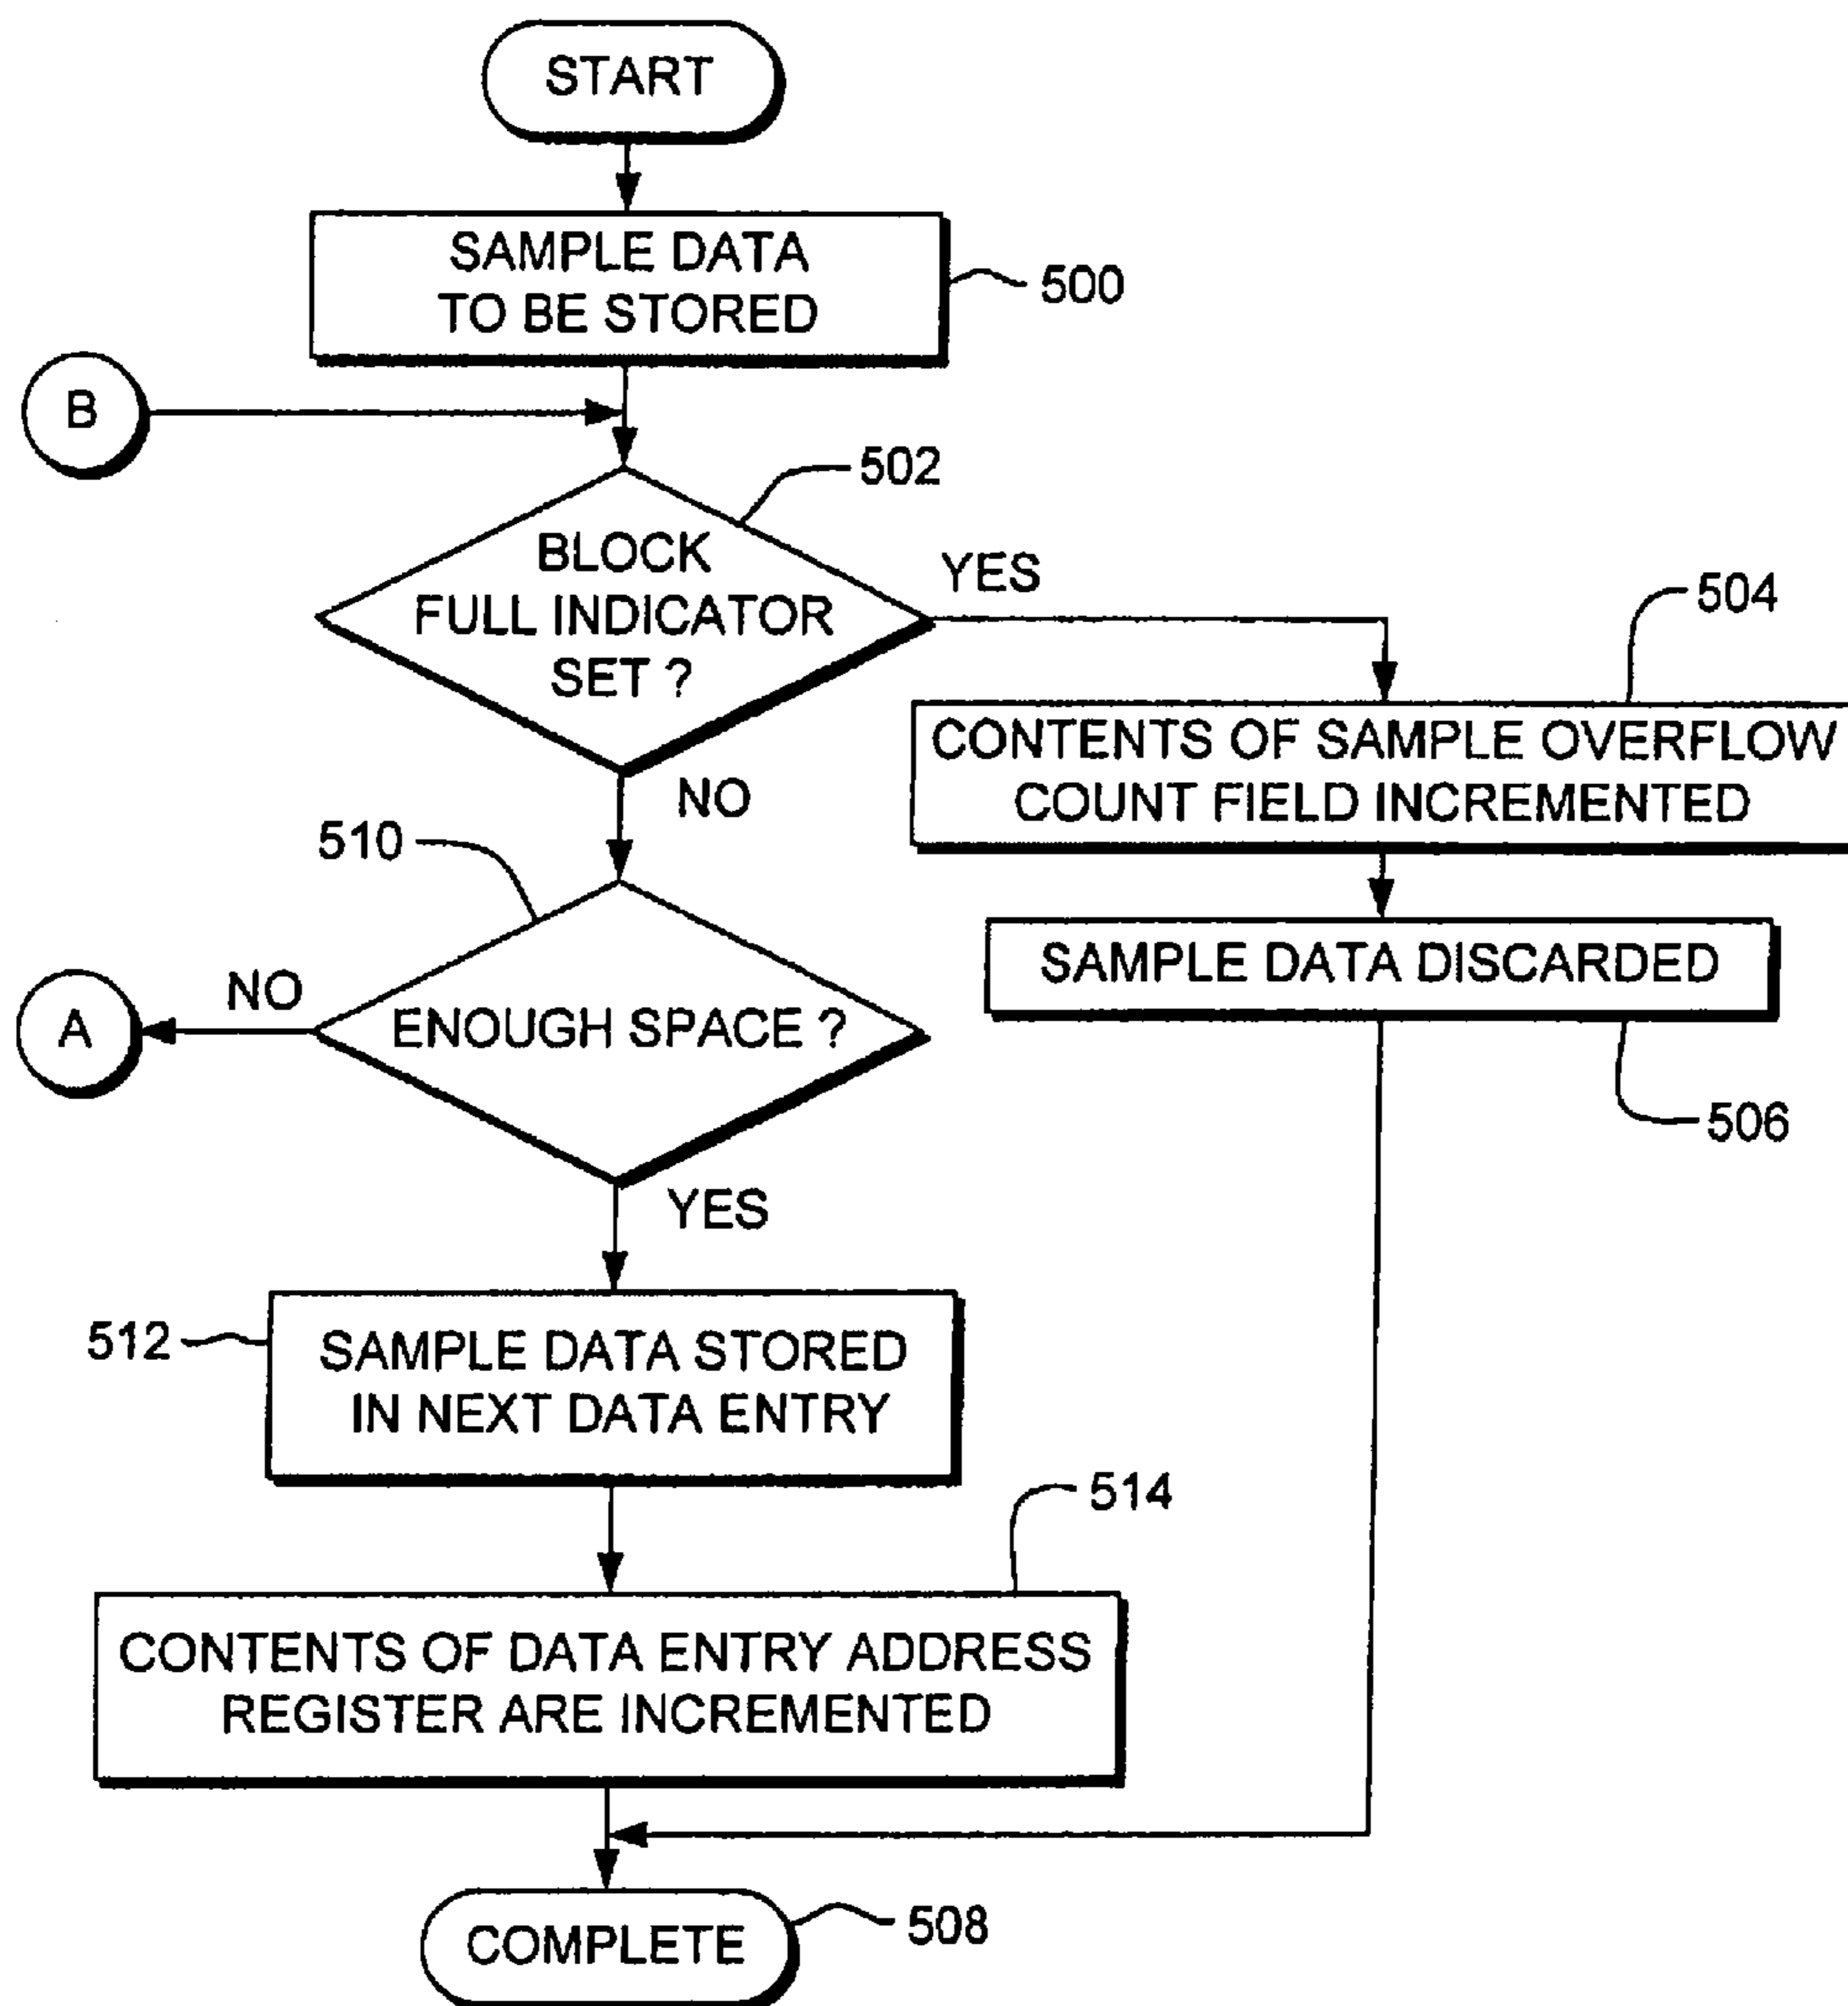 START
SAMPLE DATA
TO BE STORED
500
B
502
BLOCK
FULL INDICATOR
SET ?
YES
504
CONTENTS OF SAMPLE OVERFLOW
COUNT FIELD INCREMENTED
NO
510
SAMPLE DATA DISCARDED
506
A
NO
ENOUGH SPACE ?
YES
512
SAMPLE DATA STORED
IN NEXT DATA ENTRY
514
CONTENTS OF DATA ENTRY ADDRESS
REGISTER ARE INCREMENTED
COMPLETE
508